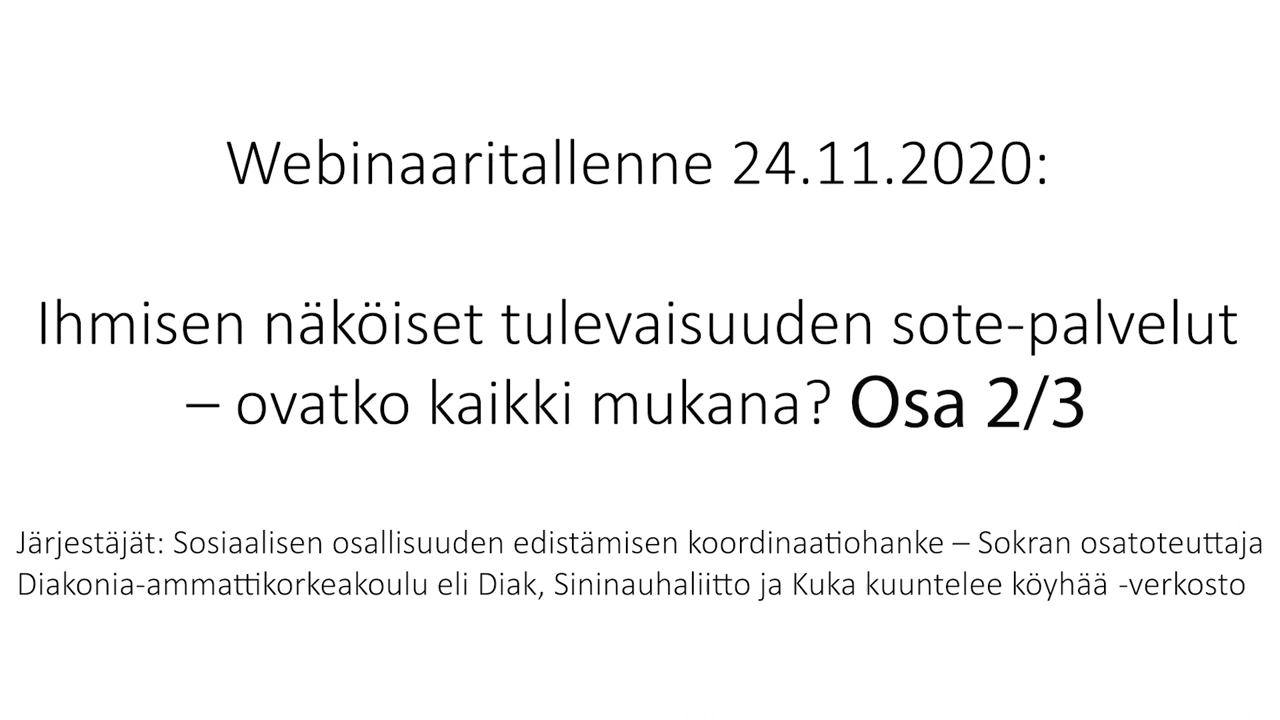 Webinaaritallenne 24.11.2020:
Ihmisen näköiset tulevaisuuden sote-palvelut
– ovatko kaikki mukana? Osa 2/3
Järjestäjät: Sosiaalisen osallisuuden edistämisen koordinaatiohanke – Sokran osatoteuttaja
Diakonia-ammattikorkeakoulu eli Diak, Sininauhaliitto ja Kuka kuuntelee köyhää -verkosto